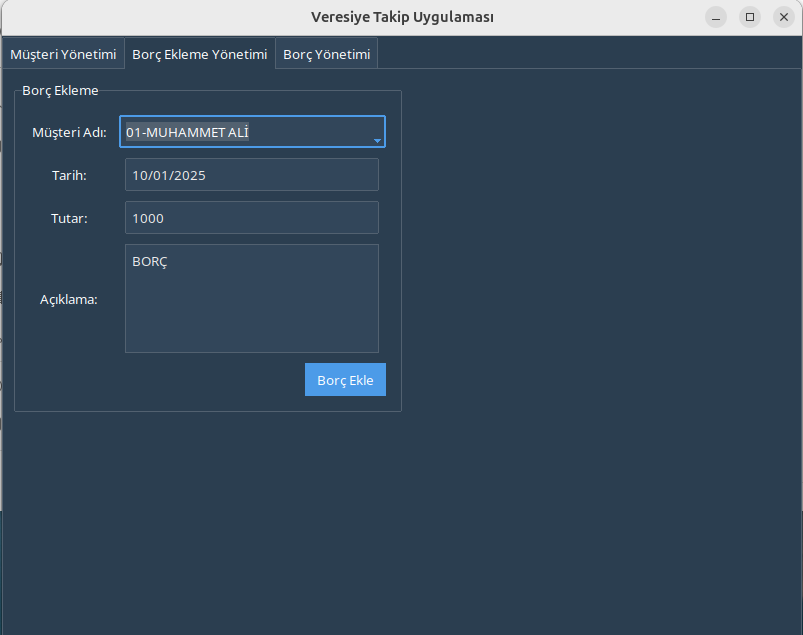 Veresiye Takip Uygulaması
Müşteri Yönetimi Borç Ekleme Yönetimi Borç Yönetimi
Borç Ekleme
Müşteri Adı: 01-MUHAMMET ALİ
Tarih: 10/01/2025
Tutar: 1000
Açıklama: BORÇ
Borç Ekle